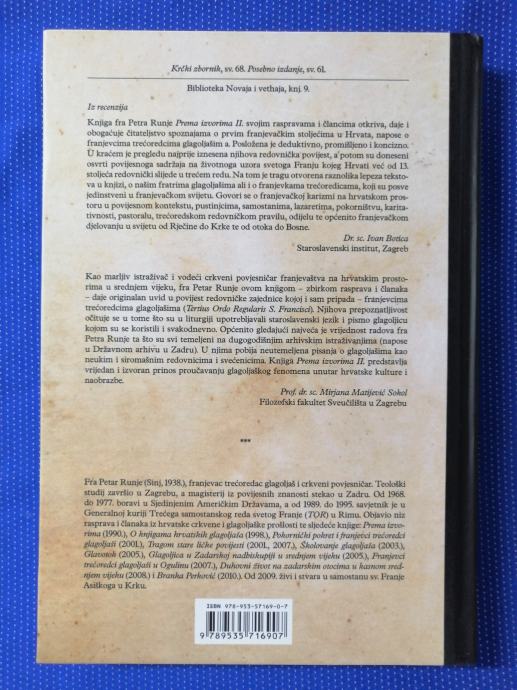 Krčki zbornik, sv. 68. Posebno izdanje, sv. 61.
Biblioteka Novaja i vethaja, knj. 9.
Iz recenzija
Knjiga fra Petra Runje Prema izvorima II. svojim raspravama i člancima otkriva, daje i
obogaćuje čitateljstvo spoznajama o prvim franjevačkim stoljećima u Hrvata, napose o
franjevcima trećoredcima glagoljašima a. Posložena je deduktivno, promišljeno i koncizno.
U kraćem je pregledu najprije iznesena njihova redovnička povijest, a potom su doneseni
osvrti povijesnoga sadržaja na životnoga uzora svetoga Franju kojeg Hrvati već od 13.
stoljeća redovnički slijede u trećem redu. Na tom je tragu otvorena raznolika lepeza teksto-
va u knjizi, o našim fratrima glagoljašima ali i o franjevkama trećoredicama, koji su posve
jedinstveni u franjevačkom svijetu. Govori se o franjevačkoj karizmi na hrvatskom pros-
toru u povijesnom kontekstu, pustinjcima, samostanima, lazaretima, pokorništvu, karita-
tivnosti, pastoralu, trećoredskom redovničkom pravilu, odijelu te općenito franjevačkom
djelovanju u svijetu od Rječine do Krke te od otoka do Bosne.
Dr. sc. Ivan Botica
Staroslavenski institut, Zagreb
Kao marljiv istraživač i vodeći crkveni povjesničar franjevaštva na hrvatskim prosto-
rima u srednjem vijeku, fra Petar Runje ovom knjigom – zbirkom rasprava i članaka
– daje originalan uvid u povijest redovničke zajednice kojoj i sam pripada – franjevcima
trećoredcima glagoljašima (Tertius Ordo Regularis S. Francisci). Njihova prepoznatljivost
očituje se u tome što su u liturgiji upotrebljavali staroslavenski jezik i pismo glagoljicu
kojom su se koristili i svakodnevno. Općenito gledajući najveća je vrijednost radova fra
Petra Runje ta što su svi temeljeni na dugogodišnjim arhivskim istraživanjima (napose
u Državnom arhivu u Zadru). U njima pobija neutemeljena pisanja o glagoljašima kao
neukim i siromašnim redovnicima i svećenicima. Knjiga Prema izvorima II. predstavlja
vrijedan i izvoran prinos proučavanju glagoljaškog fenomena unutar hrvatske kulture i
naobrazbe.
Prof. dr. sc. Mirjana Matijević Sokol
Filozofski fakultet Sveučilišta u Zagrebu
***
Fra Petar Runje (Sinj, 1938.), franjevac trećoredac glagoljaš i crkveni povjesničar. Teološki
studij završio u Zagrebu, a magisterij iz povijesnih znanosti stekao u Zadru. Od 1968.
do 1977. boravi u Sjedinjenim Američkim Državama, a od 1989. do 1995. savjetnik je u
Generalnoj kuriji Trećega samostanskog reda svetog Franje (TOR) u Rimu. Objavio niz
rasprava i članaka iz hrvatske crkvene i glagoljaške prošlosti te sljedeće knjige: Prema izvo-
rima (1990.), O knjigama hrvatskih glagoljaša (1998.), Pokornički pokret i franjevci trećoredci
glagoljaši (2001.), Tragom stare ličke povijesti (2001., 2007.), Školovanje glagoljaša (2003.),
Glavotok (2005.), Glagoljica u Zadarskoj nadbiskupiji u srednjem vijeku (2005.), Franjevci
trećoredci glagoljaši u Ogulinu (2007.), Duhovni život na zadarskim otocima u kasnom sred-
njem vijeku (2008.) i Branka Perković (2010.). Od 2009. živi i stvara u samostanu sv. Franje
Asiškoga u Krku.
ISBN 978-953-57169-0-7
9 789535 716907